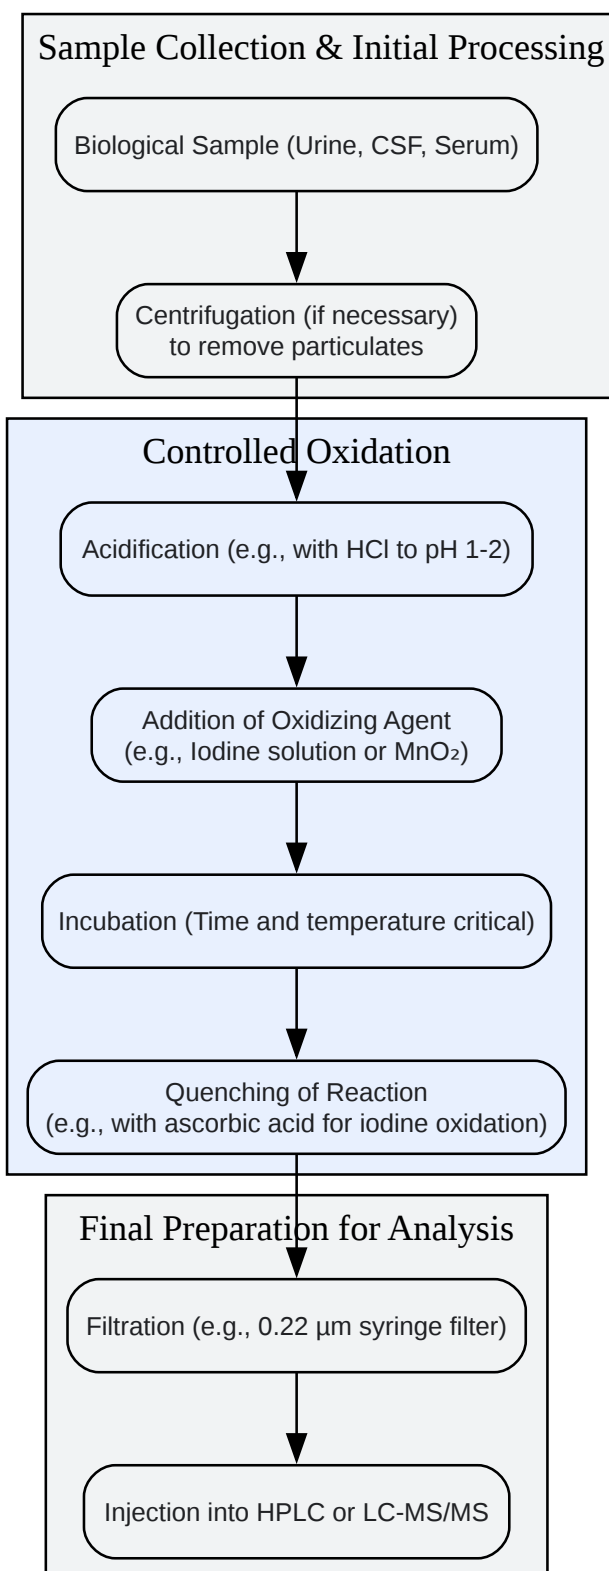 Sample Collection & Initial Processing
Biological Sample (Urine, CSF, Serum)
Centrifugation (if necessary)
to remove particulates
Controlled Oxidation
Acidification (e.g., with HCl to pH 1-2)
Addition of Oxidizing Agent
(e.g., Iodine solution or MnO₂)
Incubation (Time and temperature critical)
Quenching of Reaction
(e.g., with ascorbic acid for iodine oxidation)
Final Preparation for Analysis
Filtration (e.g., 0.22 µm syringe filter)
Injection into HPLC or LC-MS/MS